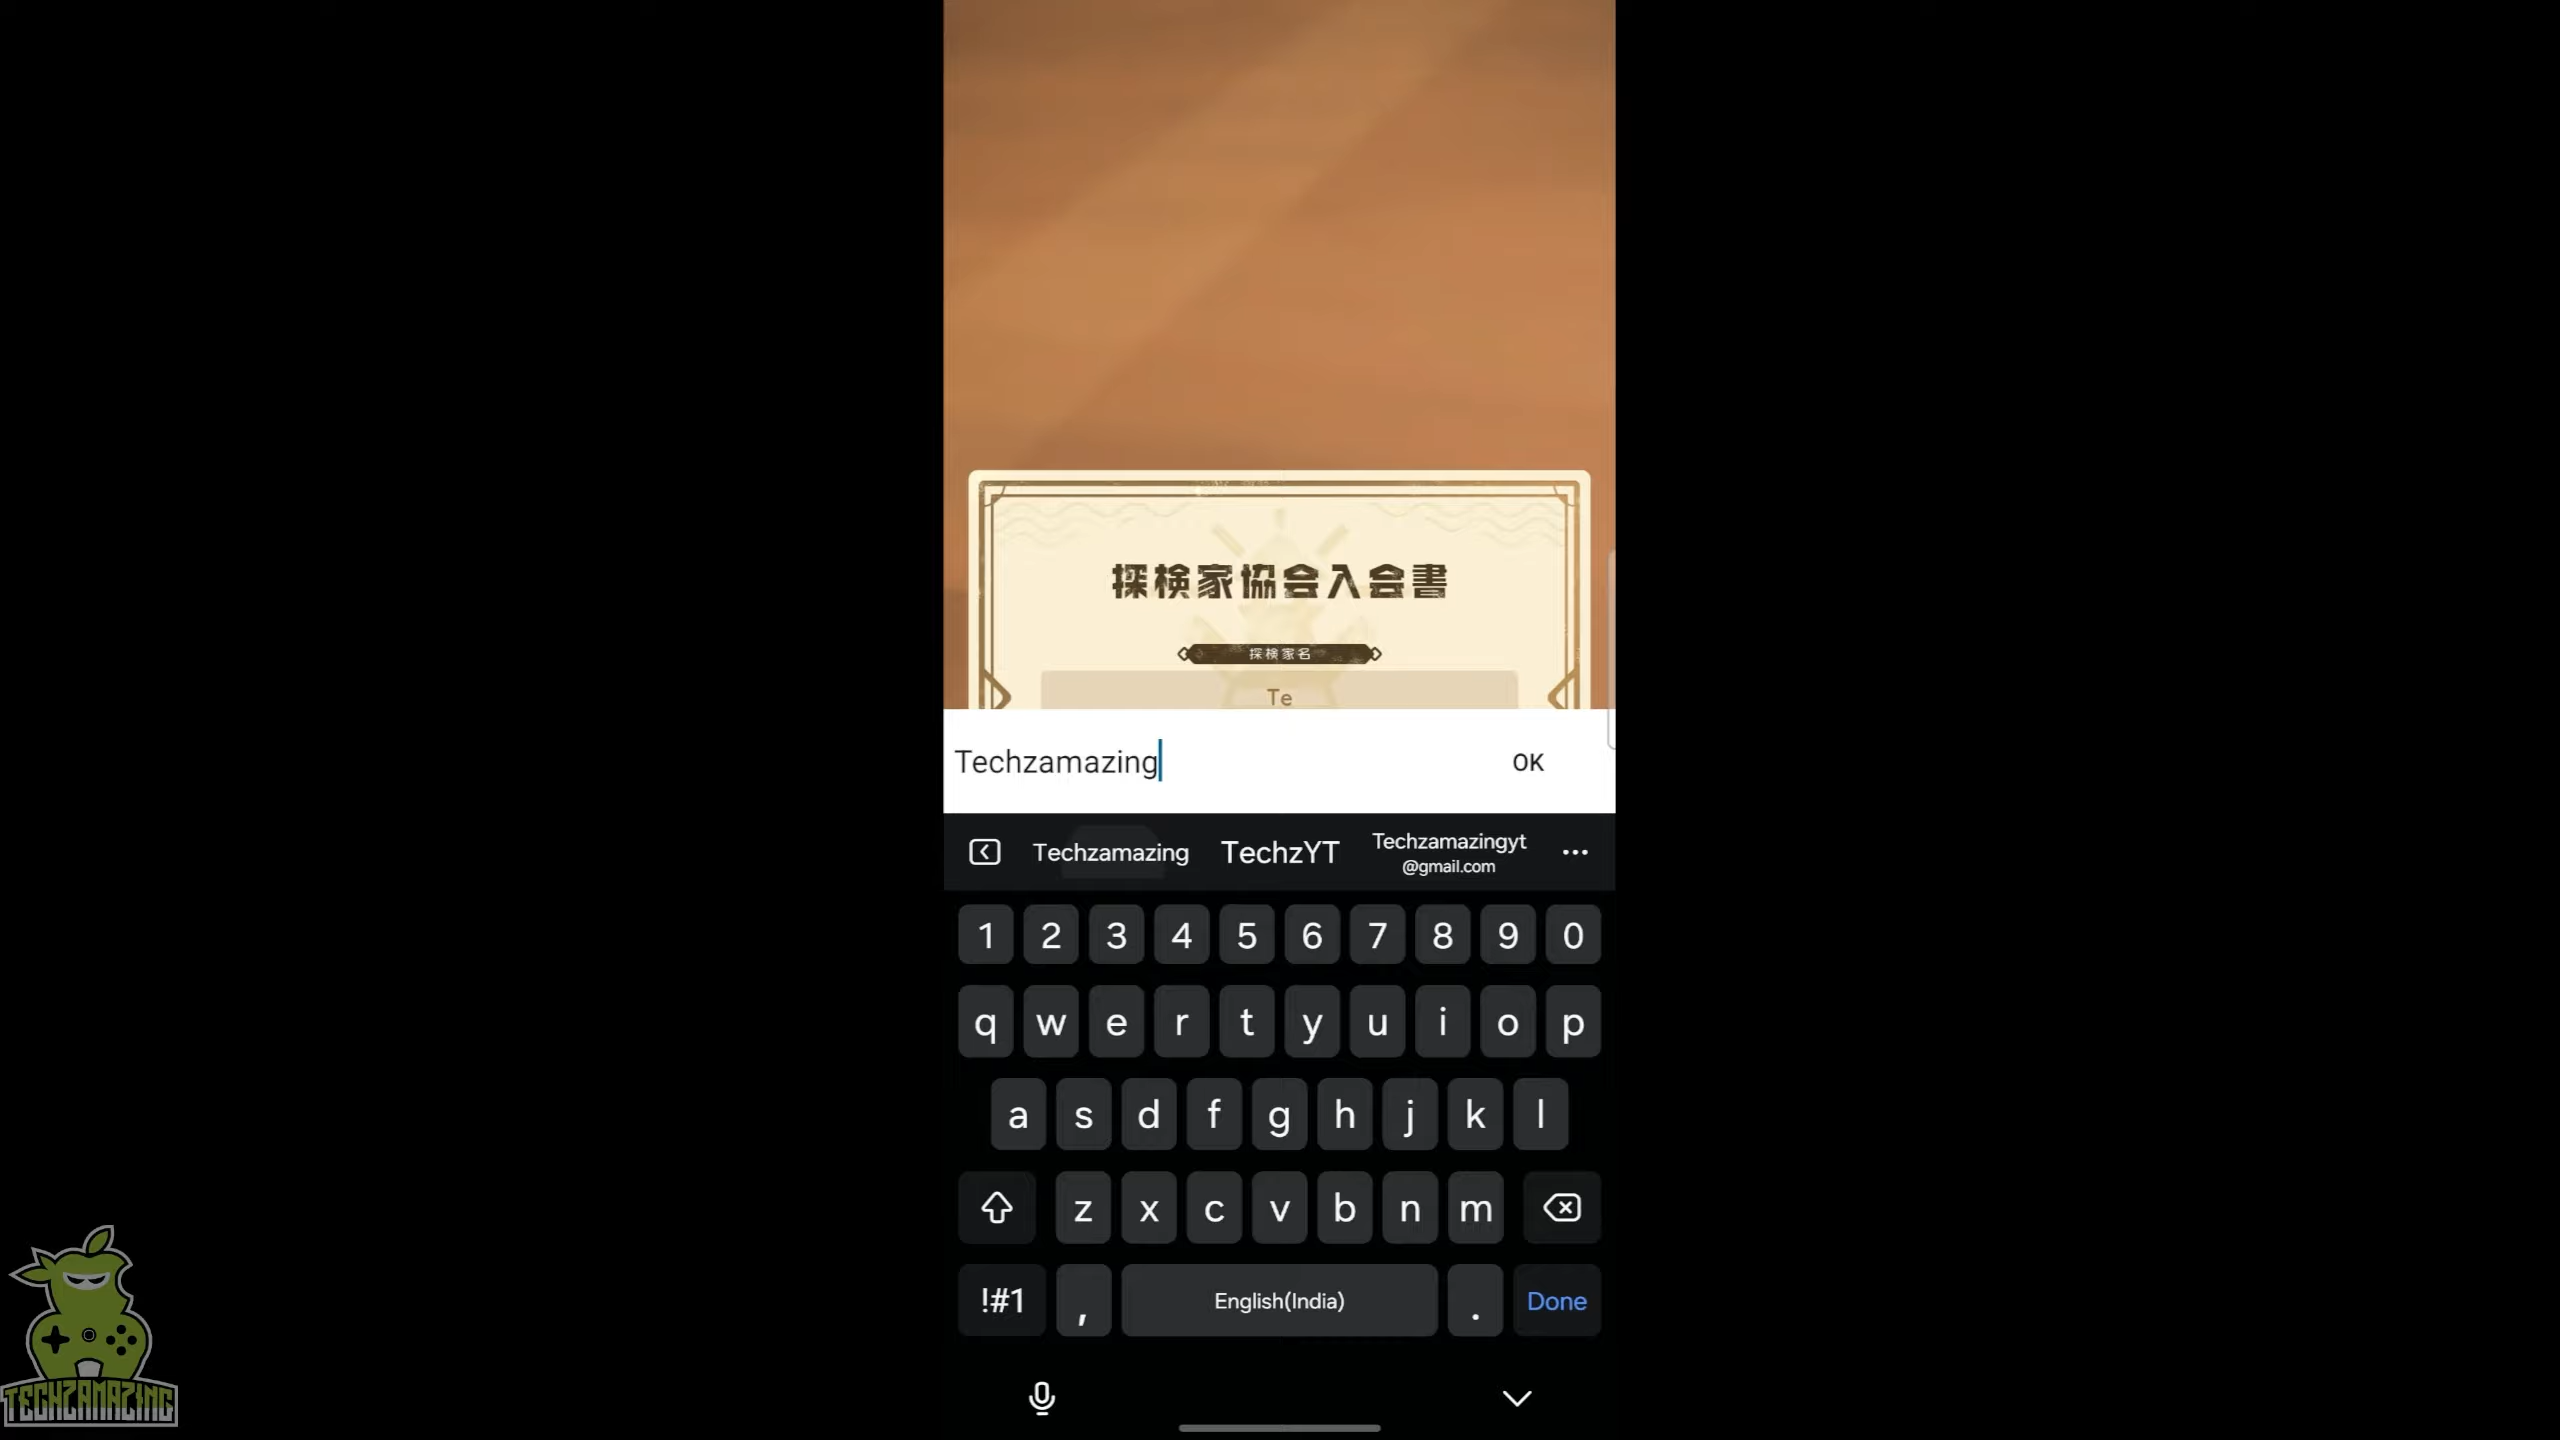 探検家協会入会書
探検家名
Te
Techzamazing OK
Techzamazing TechzYT Techzamazingyt
@gmail.com
1 2 3 4 5 6 7 8 9 0
q w e r t y u i o p
a s d f g h j k l
z x c v b n m
!#1 , English(India) . Done
TECHZAMAZING